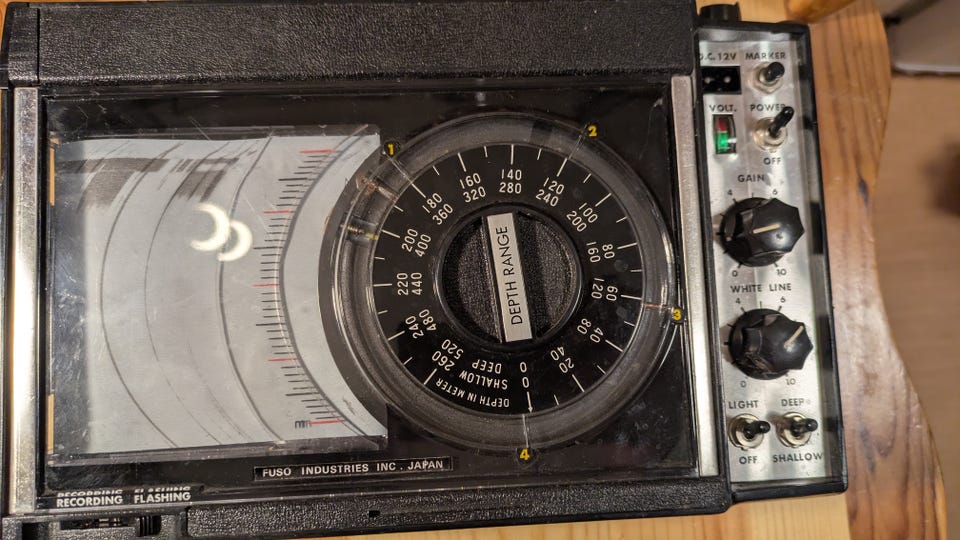 D.C. 12V MARKER
VOLT. POWER
OFF
GAIN
4 6
0 10
WHITE LINE
4 6
0 10
LIGHT DEEP
OFF SHALLOW
1
2
3
4
DEPTH RANGE
0 20 40 60 80 100 120 140 160 180 200 220 240 260 SHALLOW
0 40 80 120 160 200 240 280 320 360 400 440 480 520 DEEP
DEPTH IN METER
FUSO INDUSTRIES INC. JAPAN
RECORDING FLASHING
RECORDING FLASHING